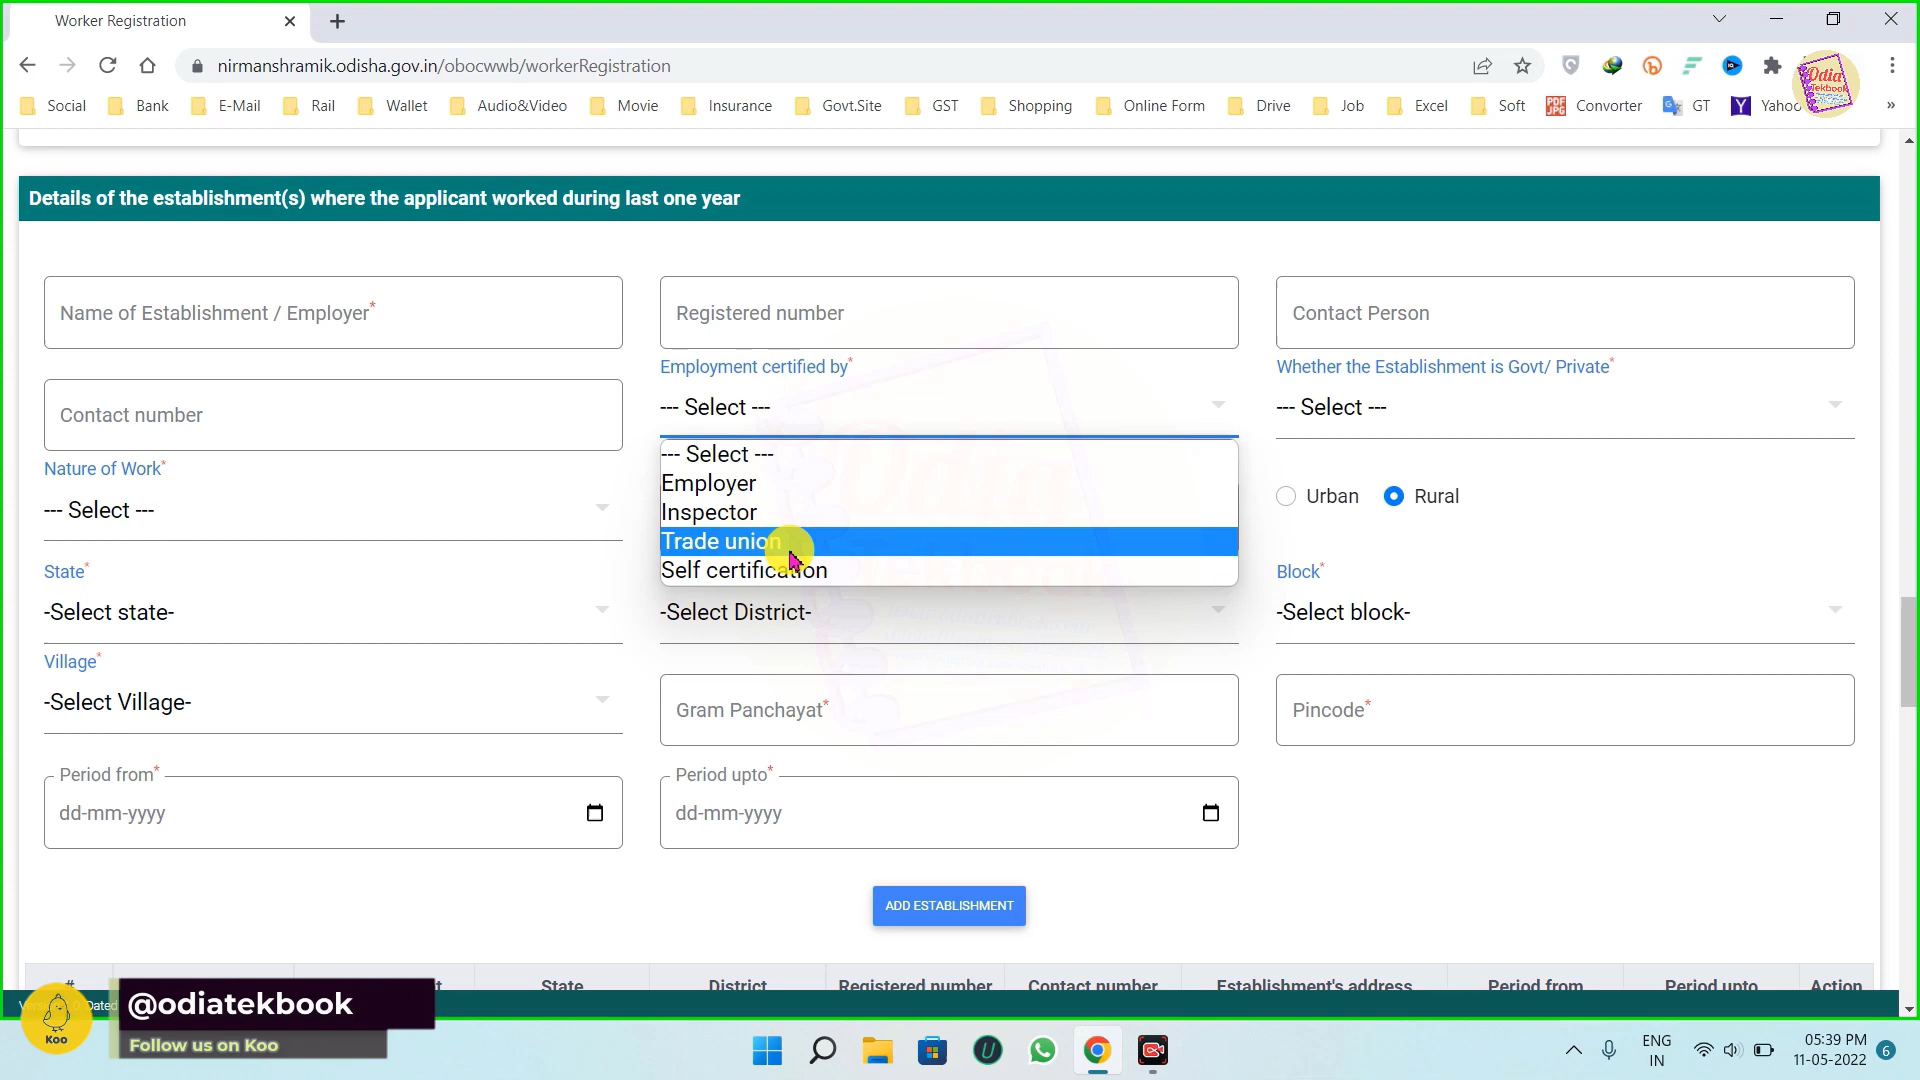 Worker Registration
nirmanshramik.odisha.gov.in/obocwwb/workerRegistration
Social Bank E-Mail Rail Wallet Audio&Video Movie Insurance Govt.Site GST Shopping Online Form Drive Job Excel Soft PDF JPG Converter GT Yahoo »
Odia
Tekbook
Details of the establishment(s) where the applicant worked during last one year
Name of Establishment / Employer*
Registered number
Contact Person
Contact number
Employment certified by*
--- Select ---
Whether the Establishment is Govt/ Private*
--- Select ---
--- Select ---
Employer
Inspector
Trade union
Self certification
Nature of Work*
--- Select ---
Urban Rural
State*
-Select state-
-Select District-
Block*
-Select block-
Village*
-Select Village-
Gram Panchayat*
Pincode*
Period from*
dd-mm-yyyy
Period upto*
dd-mm-yyyy
ADD ESTABLISHMENT
# State District Registered number Contact number Establishment's address Period from Period upto Action
Koo
@odiatekbook
Follow us on Koo
ENG
IN
05:39 PM
11-05-2022
6